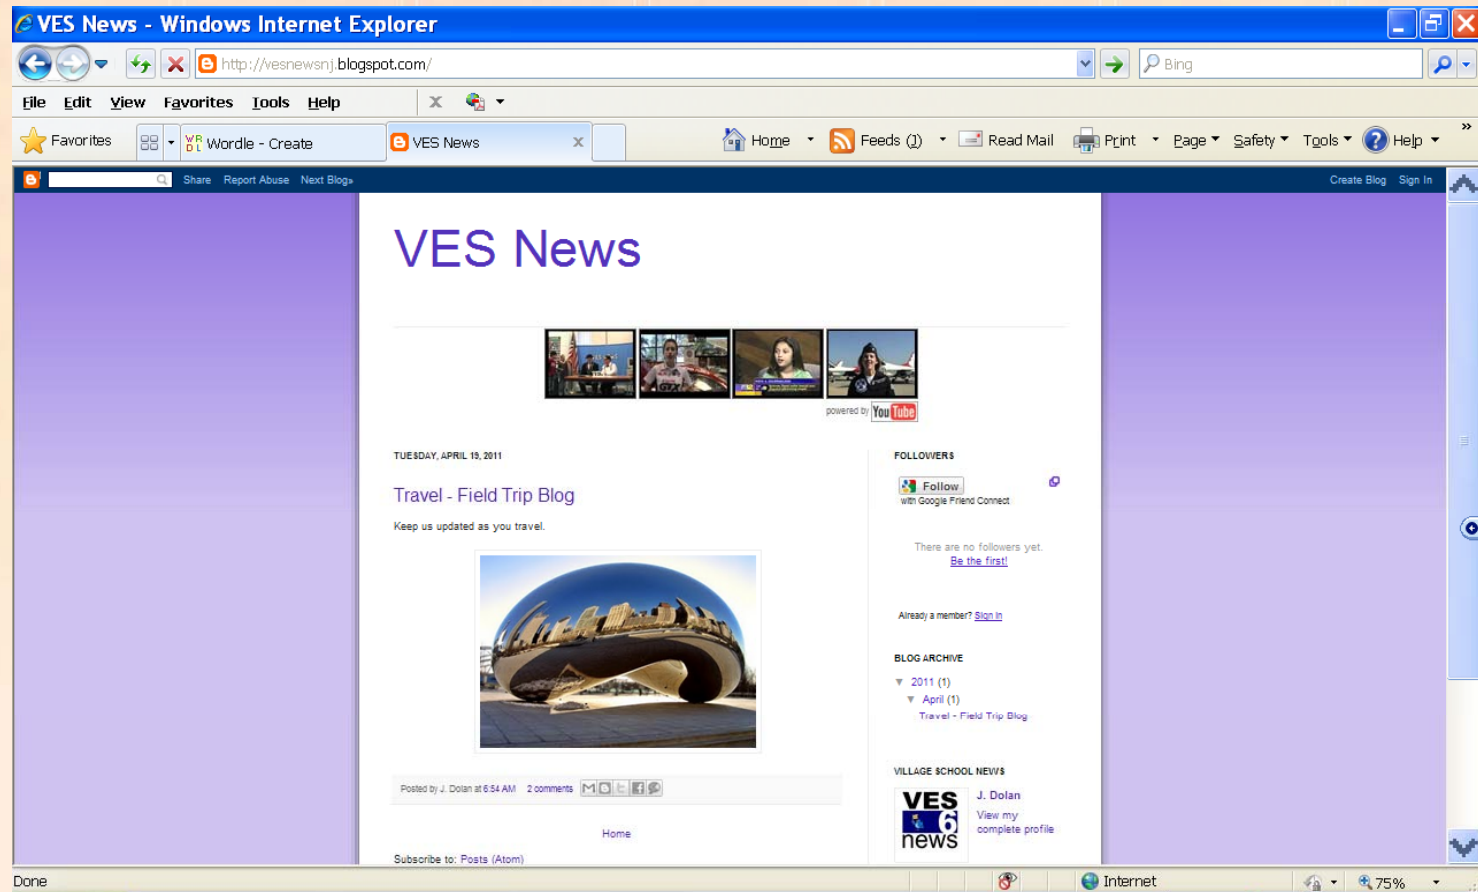 VES News - Windows Internet Explorer
http://vesnewsnj.blogspot.com/
Bing
File Edit View Favorites Tools Help
X
Favorites
Wordle - Create
VES News
x
Home
Feeds (J)
Read Mail
Print
Page
Safety
Tools
Help
»
Share Report Abuse Next Blog»
Create Blog Sign In
VES News
powered by YouTube
TUESDAY, APRIL 19, 2011
Travel - Field Trip Blog
Keep us updated as you travel.
Posted by J. Dolan at 6:54 AM 2 comments
Home
Subscribe to: Posts (Atom)
FOLLOWERS
Follow
with Google Friend Connect
There are no followers yet.
Be the first!
Already a member? Sign in
BLOG ARCHIVE
▼ 2011 (1)
▼ April (1)
Travel - Field Trip Blog
VILLAGE SCHOOL NEWS
VES
6
news
J. Dolan
View my
complete profile
Done
Internet
75%